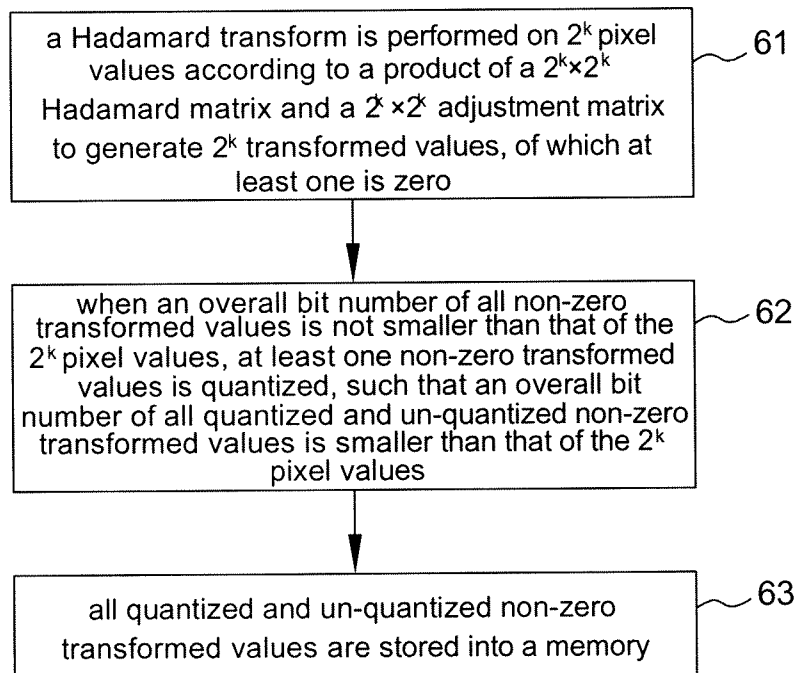 a Hadamard transform is performed on 2ᵏ pixel
values according to a product of a 2ᵏ×2ᵏ
Hadamard matrix and a 2ᵏ×2ᵏ adjustment matrix
to generate 2ᵏ transformed values, of which at
least one is zero
61
when an overall bit number of all non-zero
transformed values is not smaller than that of the
2ᵏ pixel values, at least one non-zero transformed
values is quantized, such that an overall bit
number of all quantized and un-quantized non-zero
transformed values is smaller than that of the 2ᵏ
pixel values
62
all quantized and un-quantized non-zero
transformed values are stored into a memory
63